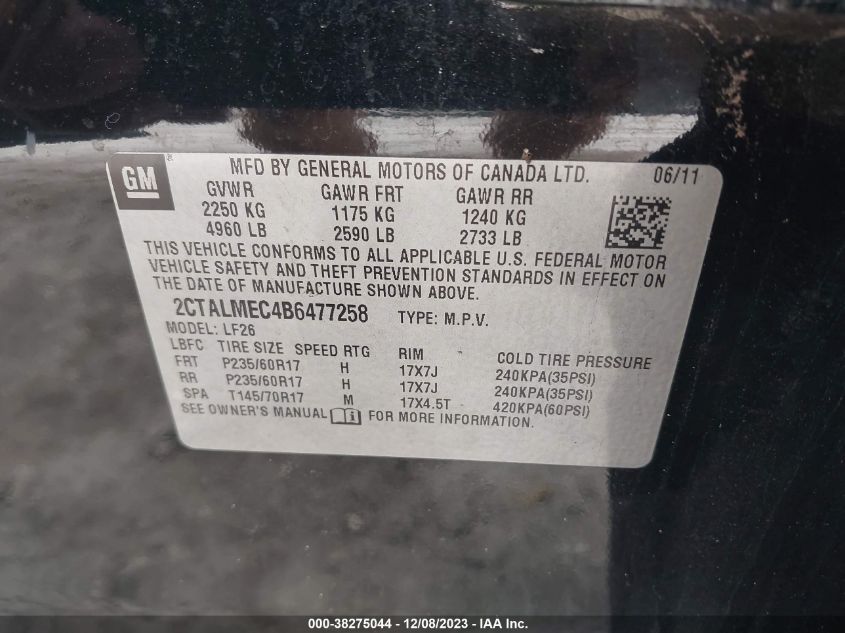 GM MFD BY GENERAL MOTORS OF CANADA LTD. 06/11
GVWR GAWR FRT GAWR RR
2250 KG 1175 KG 1240 KG
4960 LB 2590 LB 2733 LB
THIS VEHICLE CONFORMS TO ALL APPLICABLE U.S. FEDERAL MOTOR
VEHICLE SAFETY AND THEFT PREVENTION STANDARDS IN EFFECT ON
THE DATE OF MANUFACTURE SHOWN ABOVE.
2CTALMEC4B6477258 TYPE: M.P.V.
MODEL: LF26
LBFC TIRE SIZE SPEED RTG RIM COLD TIRE PRESSURE
FRT P235/60R17 H 17X7J 240KPA(35PSI)
RR P235/60R17 H 17X7J 240KPA(35PSI)
SPA T145/70R17 M 17X4.5T 420KPA(60PSI)
SEE OWNER'S MANUAL FOR MORE INFORMATION.
000-38275044 - 12/08/2023 - IAA Inc.